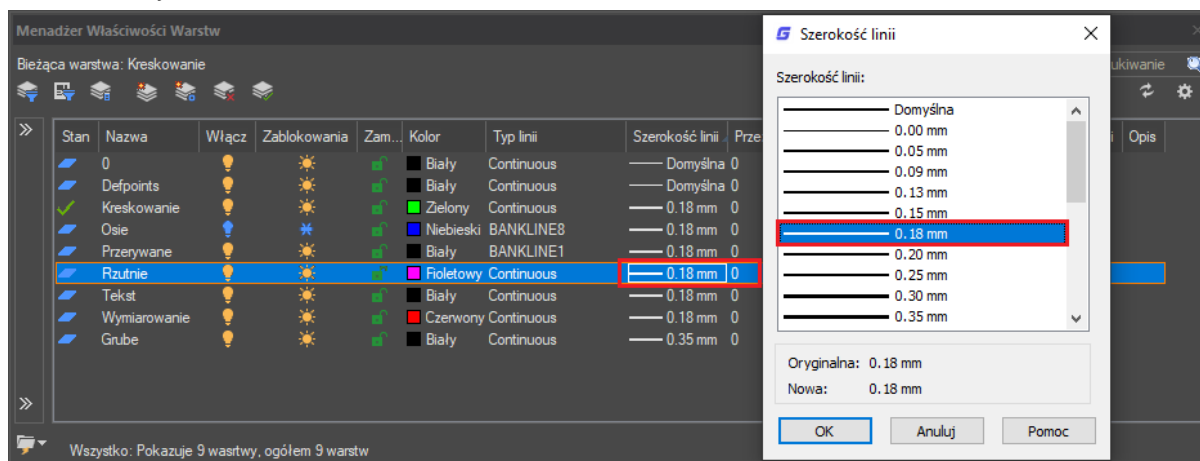 Menadżer Właściwości Warstw
Bieżąca warstwa: Kreskowanie
ukiwanie
Stan Nazwa Włącz Zablokowania Zam... Kolor Typ linii Szerokość linii Prze i Opis
0 Biały Continuous Domyślna 0
Defpoints Biały Continuous Domyślna 0
Kreskowanie Zielony Continuous 0.18 mm 0
Osie Niebieski BANKLINE8 0.18 mm 0
Przerywane Biały BANKLINE1 0.18 mm 0
Rzutnie Fioletowy Continuous 0.18 mm 0
Tekst Biały Continuous 0.18 mm 0
Wymiarowanie Czerwony Continuous 0.18 mm 0
Grube Biały Continuous 0.35 mm 0
Wszystko: Pokazuje 9 wasrtwy, ogółem 9 warstw
Szerokość linii
Szerokość linii:
Domyślna
0.00 mm
0.05 mm
0.09 mm
0.13 mm
0.15 mm
0.18 mm
0.20 mm
0.25 mm
0.30 mm
0.35 mm
Oryginalna: 0.18 mm
Nowa: 0.18 mm
OK Anuluj Pomoc